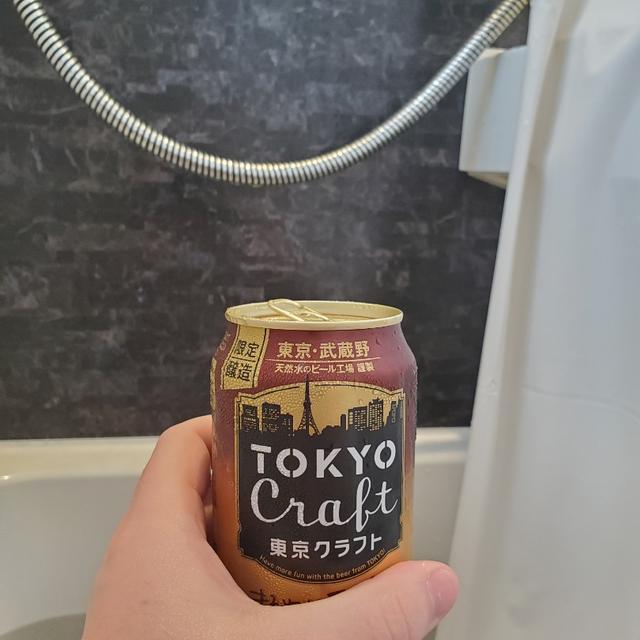 限定
醸造
東京・武蔵野
天然水のビール工場 謹製
TOKYO
Craft
東京クラフト
Have more fun with the beer from TOKYO!